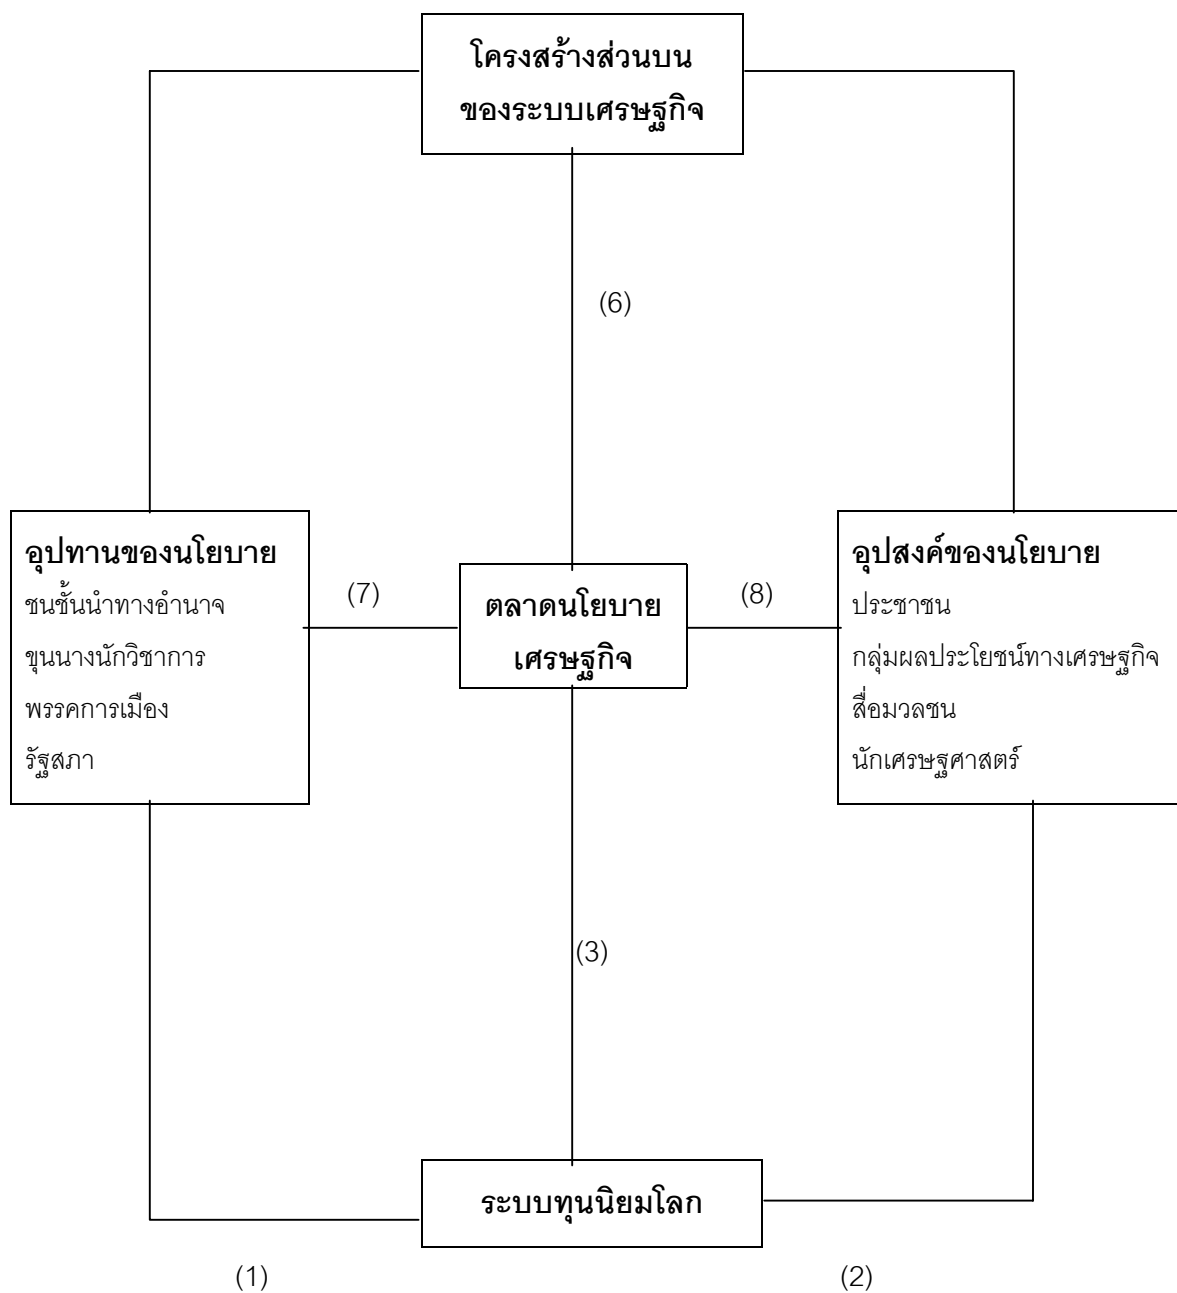 โครงสร้างส่วนบน
ของระบบเศรษฐกิจ
(6)
อุปทานของนโยบาย
ชนชั้นนำทางอำนาจ
ขุนนางนักวิชาการ
พรรคการเมือง
รัฐสภา
(7)
ตลาดนโยบาย
เศรษฐกิจ
(8)
อุปสงค์ของนโยบาย
ประชาชน
กลุ่มผลประโยชน์ทางเศรษฐกิจ
สื่อมวลชน
นักเศรษฐศาสตร์
(3)
ระบบทุนนิยมโลก
(1)
(2)